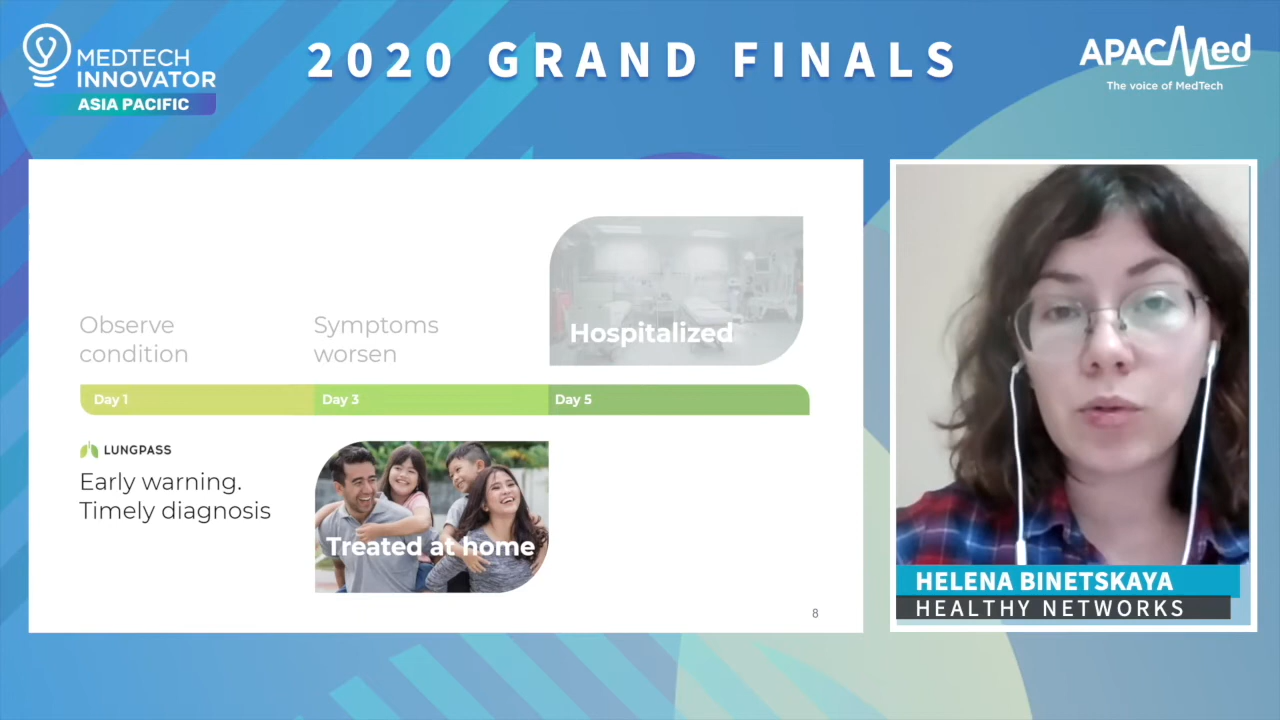 MEDTECH
INNOVATOR
ASIA PACIFIC
2020 GRAND FINALS
APACMed
The voice of MedTech
Observe
condition
Symptoms
worsen
Hospitalized
Day 1
Day 3
Day 5
LUNGPASS
Early warning.
Timely diagnosis
Treated at home
8
HELENA BINETSKAYA
HEALTHY NETWORKS